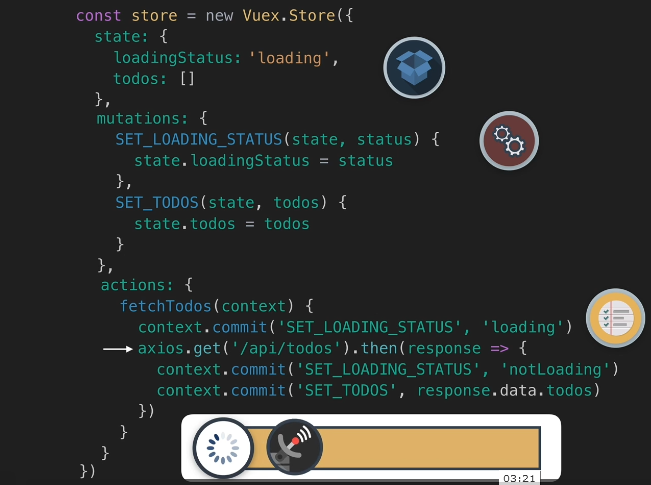 const store = new Vuex.Store({
state: {
loadingStatus: 'loading',
todos: []
},
mutations: {
SET_LOADING_STATUS(state, status) {
state.loadingStatus = status
},
SET_TODOS(state, todos) {
state.todos = todos
}
},
actions: {
fetchTodos(context) {
context.commit('SET_LOADING_STATUS', 'loading')
axios.get('/api/todos').then(response => {
context.commit('SET_LOADING_STATUS', 'notLoading')
context.commit('SET_TODOS', response.data.todos)
})
}
}
})
03:21